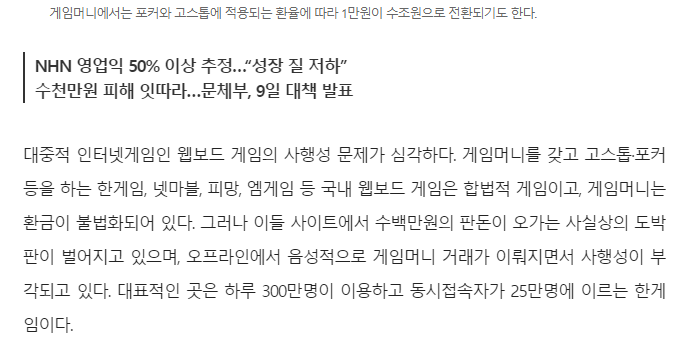 게임머니에서는 포커와 고스톱에 적용되는 환율에 따라 1만원이 수조원으로 전환되기도 한다.
NHN 영업익 50% 이상 추정…“성장 질 저하”
수천만원 피해 잇따라…문체부, 9일 대책 발표
대중적 인터넷게임인 웹보드 게임의 사행성 문제가 심각하다. 게임머니를 갖고 고스톱·포커
등을 하는 한게임, 넷마블, 피망, 엠게임 등 국내 웹보드 게임은 합법적 게임이고, 게임머니는
환금이 불법화되어 있다. 그러나 이들 사이트에서 수백만원의 판돈이 오가는 사실상의 도박
판이 벌어지고 있으며, 오프라인에서 음성적으로 게임머니 거래가 이뤄지면서 사행성이 부
각되고 있다. 대표적인 곳은 하루 300만명이 이용하고 동시접속자가 25만명에 이르는 한게
임이다.